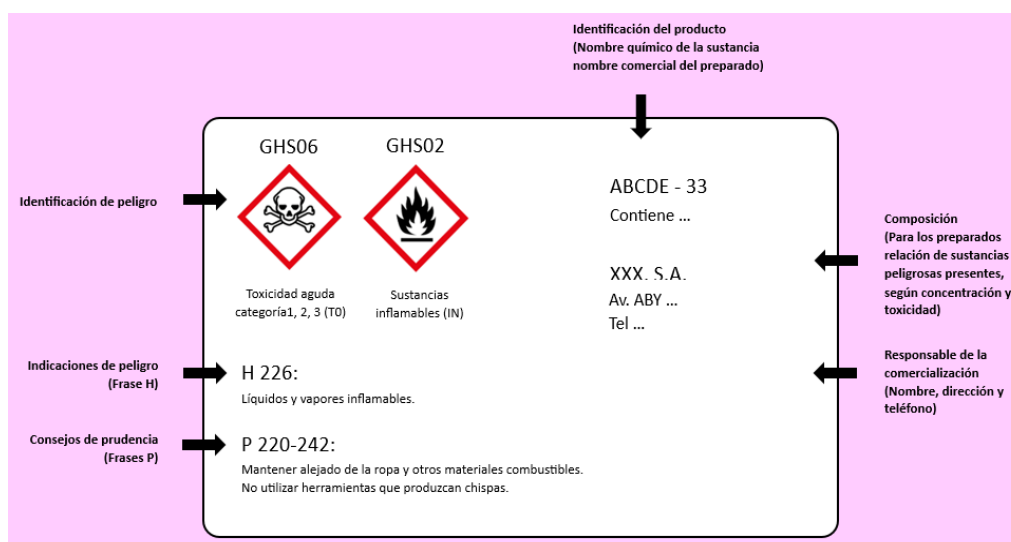 Identificación del producto
(Nombre químico de la sustancia
nombre comercial del preparado)
GHS06
GHS02
Identificación de peligro
ABCDE - 33
Contiene ...
Composición
(Para los preparados
relación de sustancias
peligrosas presentes,
según concentración y
toxicidad)
XXX. S.A.
Av. ABY ...
Tel ...
Toxicidad aguda
categoría1, 2, 3 (T0)
Sustancias
inflamables (IN)
Responsable de la
comercialización
(Nombre, dirección y
teléfono)
Indicaciones de peligro
(Frase H)
H 226:
Líquidos y vapores inflamables.
Consejos de prudencia
(Frases P)
P 220-242:
Mantener alejado de la ropa y otros materiales combustibles.
No utilizar herramientas que produzcan chispas.